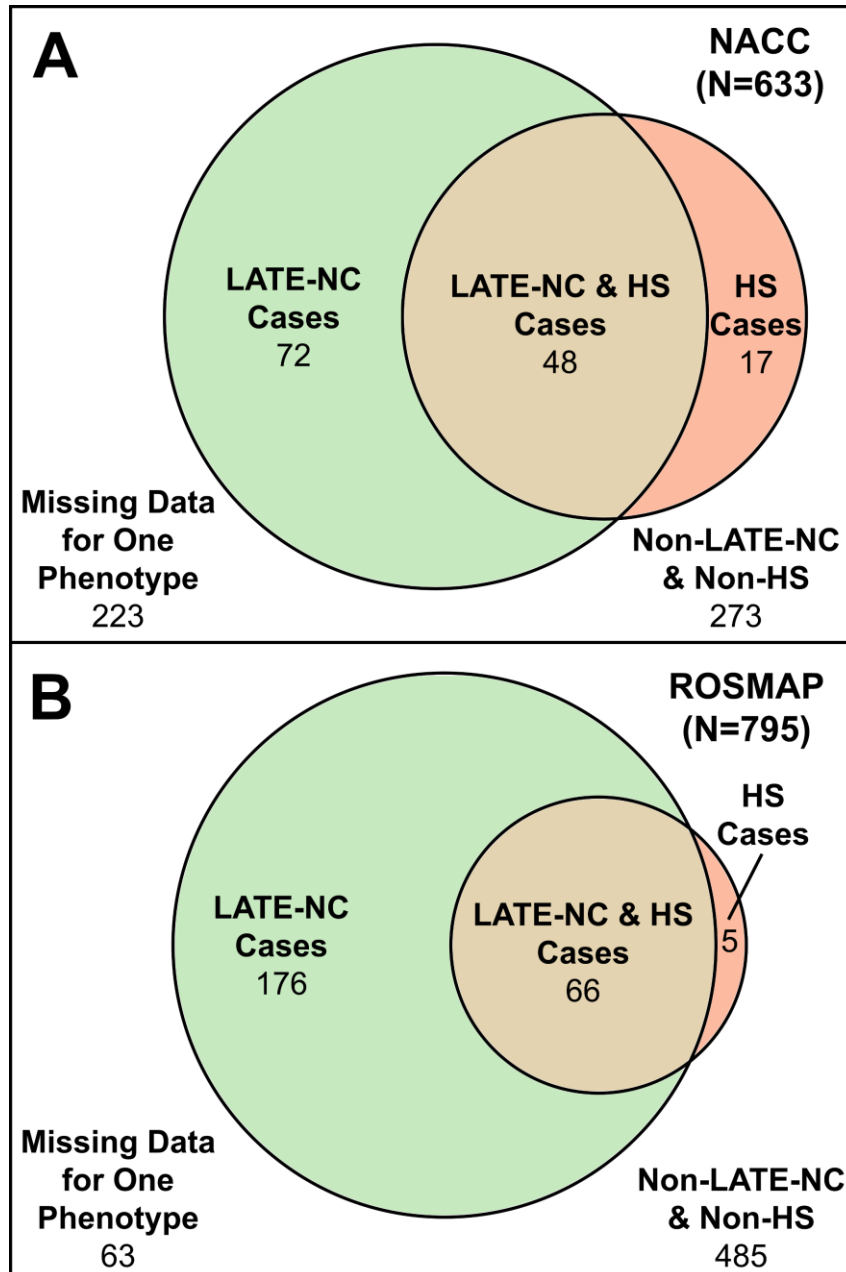 A
NACC
(N=633)
LATE-NC
Cases
72
LATE-NC & HS
Cases
48
HS
Cases
17
Missing Data
for One
Phenotype
223
Non-LATE-NC
& Non-HS
273
B
ROSMAP
(N=795)
HS
Cases
5
LATE-NC
Cases
176
LATE-NC & HS
Cases
66
Missing Data
for One
Phenotype
63
Non-LATE-NC
& Non-HS
485